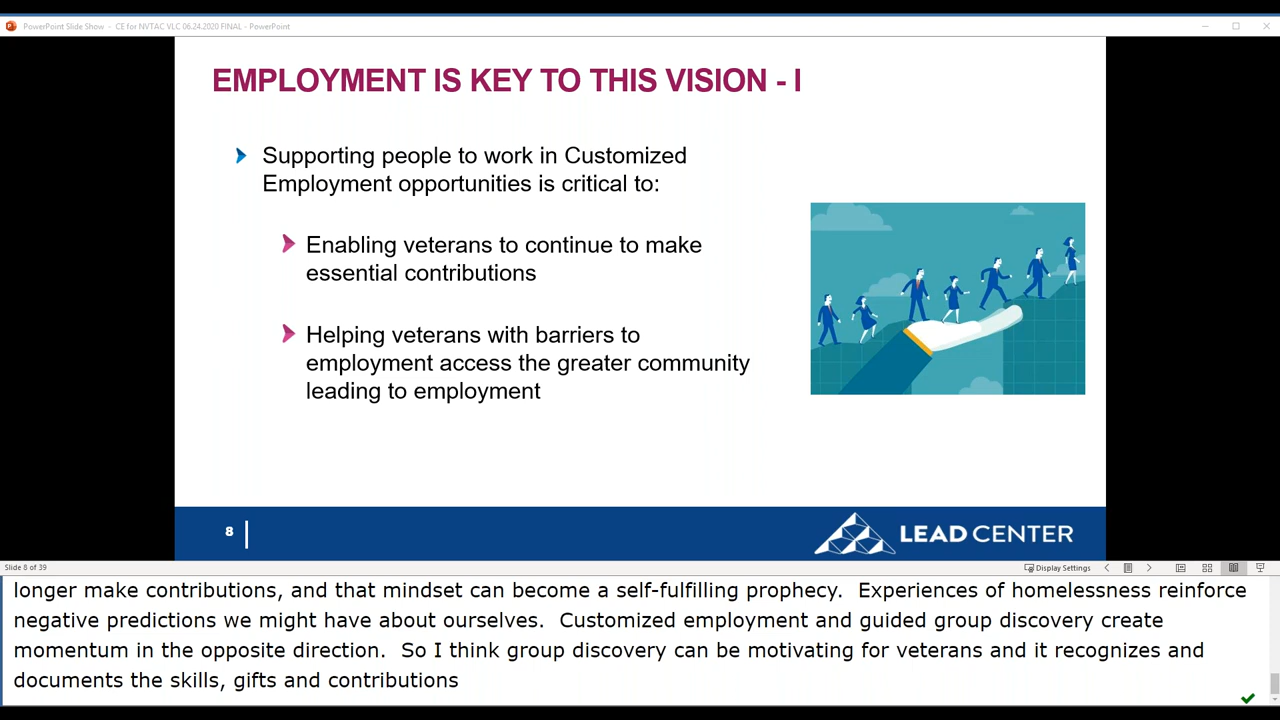 PowerPoint Slide Show - CE for NVTAC VLC 06.24.2020 FINAL - PowerPoint
EMPLOYMENT IS KEY TO THIS VISION - I
Supporting people to work in Customized
Employment opportunities is critical to:
Enabling veterans to continue to make
essential contributions
Helping veterans with barriers to
employment access the greater community
leading to employment
8
LEAD CENTER
Slide 8 of 39
Display Settings
longer make contributions, and that mindset can become a self-fulfilling prophecy.  Experiences of homelessness reinforce
negative predictions we might have about ourselves.  Customized employment and guided group discovery create
momentum in the opposite direction.  So I think group discovery can be motivating for veterans and it recognizes and
documents the skills, gifts and contributions